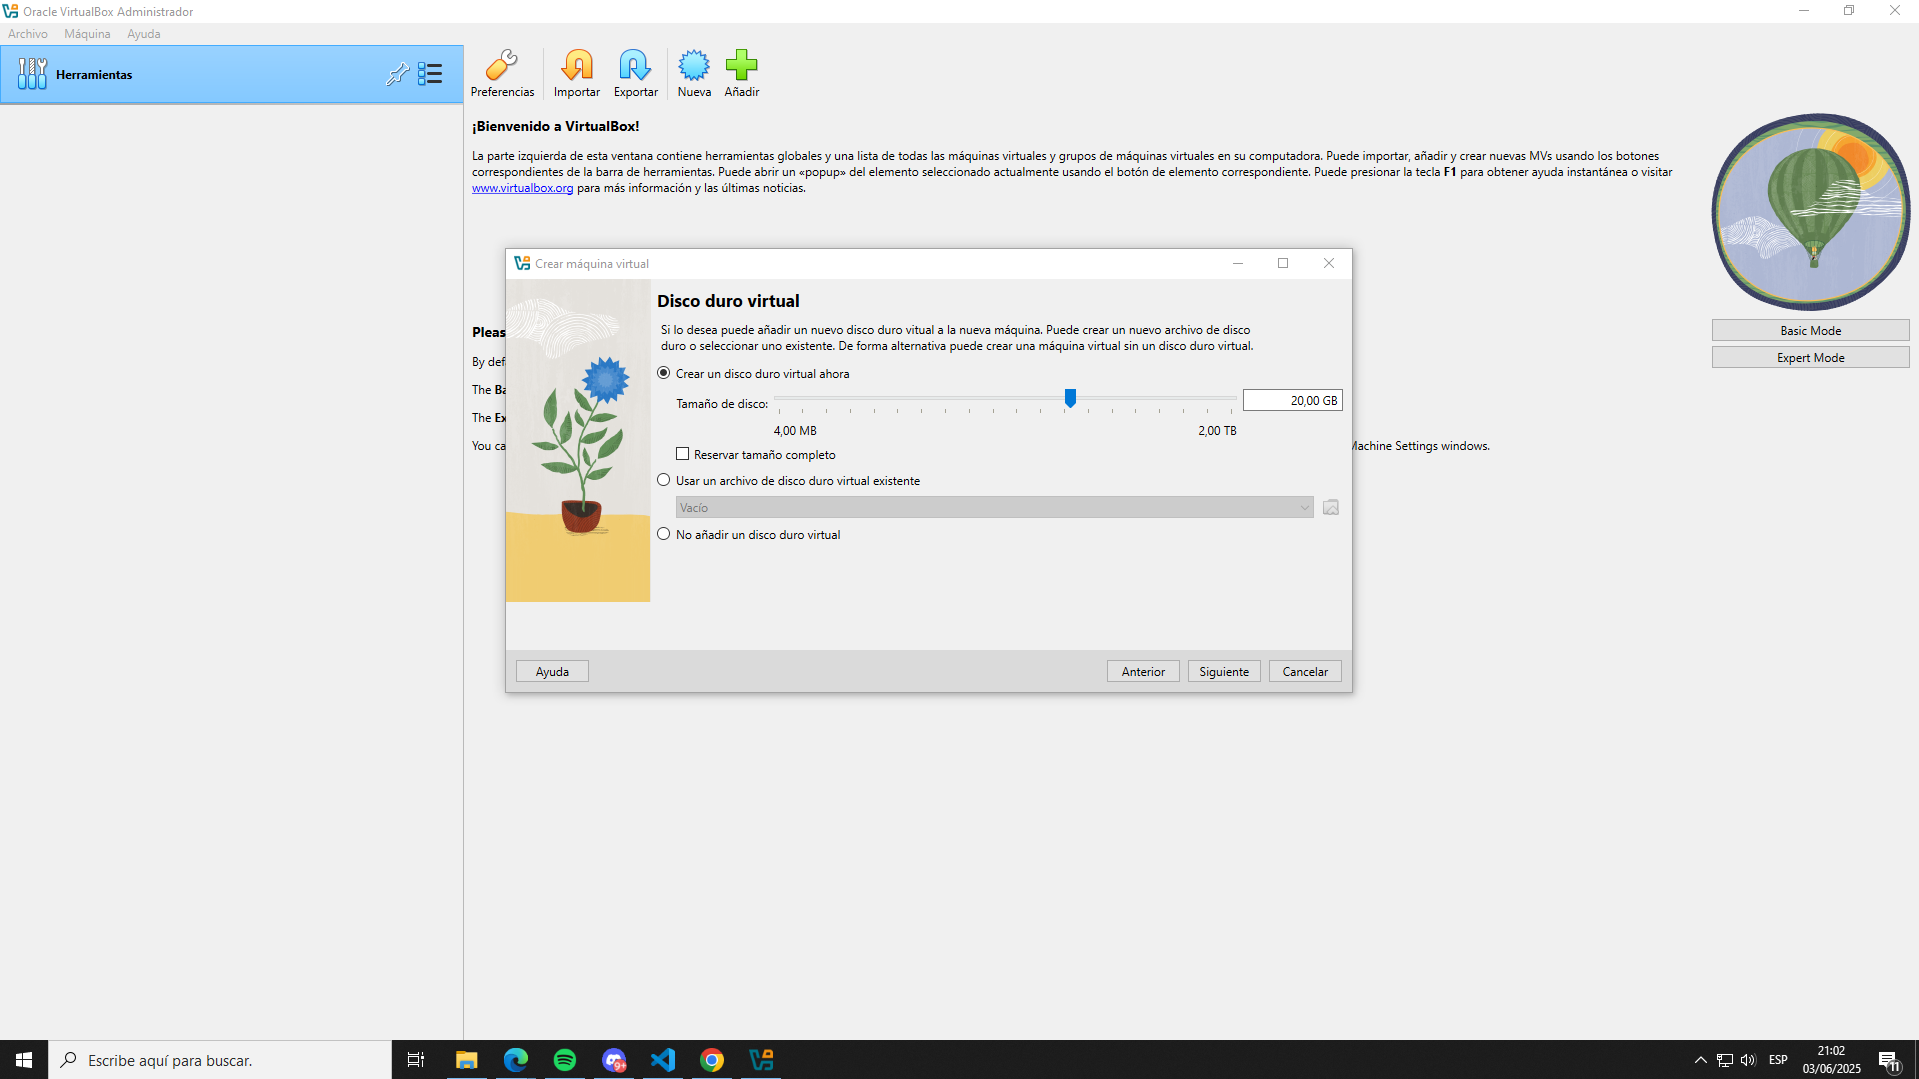 Oracle VirtualBox Administrador
Archivo Máquina Ayuda
Herramientas
Preferencias Importar Exportar Nueva Añadir
¡Bienvenido a VirtualBox!
La parte izquierda de esta ventana contiene herramientas globales y una lista de todas las máquinas virtuales y grupos de máquinas virtuales en su computadora. Puede importar, añadir y crear nuevas MVs usando los botones
correspondientes de la barra de herramientas. Puede abrir un «popup» del elemento seleccionado actualmente usando el botón de elemento correspondiente. Puede presionar la tecla F1 para obtener ayuda instantánea o visitar
www.virtualbox.org para más información y las últimas noticias.
Pleas
By def
The Ba
The Ex
You ca
Machine Settings windows.
Basic Mode
Expert Mode
Crear máquina virtual
Disco duro virtual
Si lo desea puede añadir un nuevo disco duro vitual a la nueva máquina. Puede crear un nuevo archivo de disco
duro o seleccionar uno existente. De forma alternativa puede crear una máquina virtual sin un disco duro virtual.
Crear un disco duro virtual ahora
Tamaño de disco: 20,00 GB
4,00 MB 2,00 TB
Reservar tamaño completo
Usar un archivo de disco duro virtual existente
Vacío
No añadir un disco duro virtual
Ayuda Anterior Siguiente Cancelar
Escribe aquí para buscar.
9+
ESP
21:02
03/06/2025
11